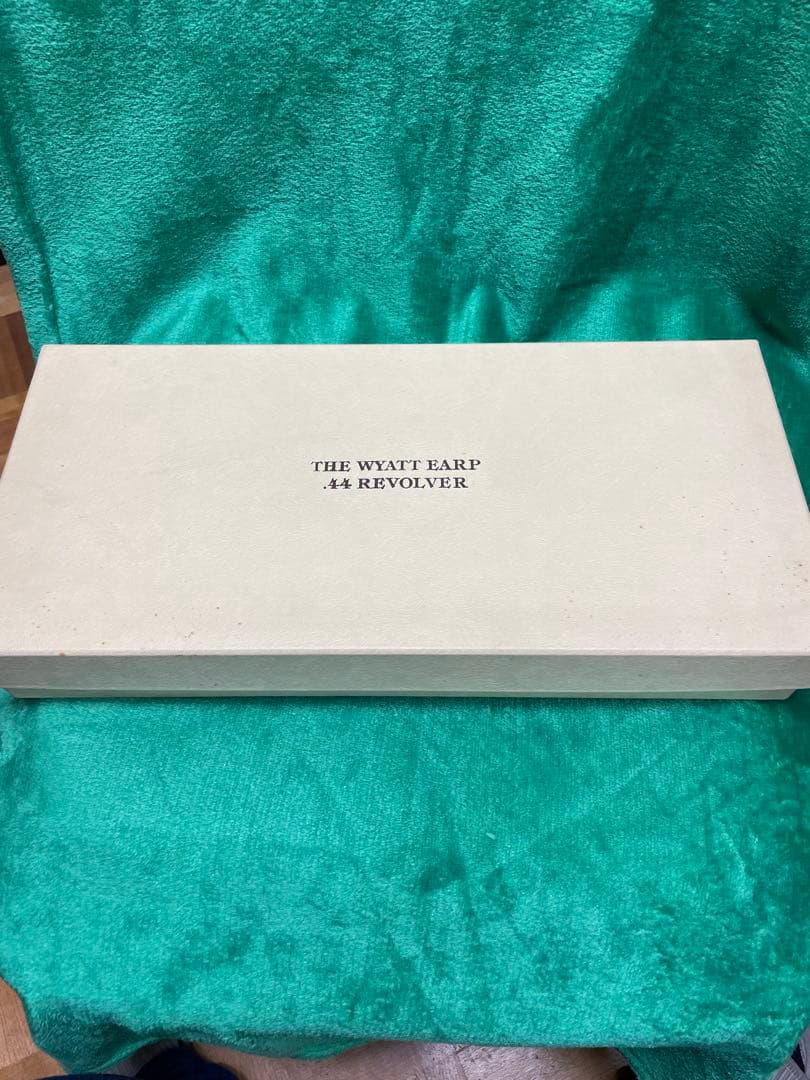 THE WYATT EARP
.44 REVOLVER